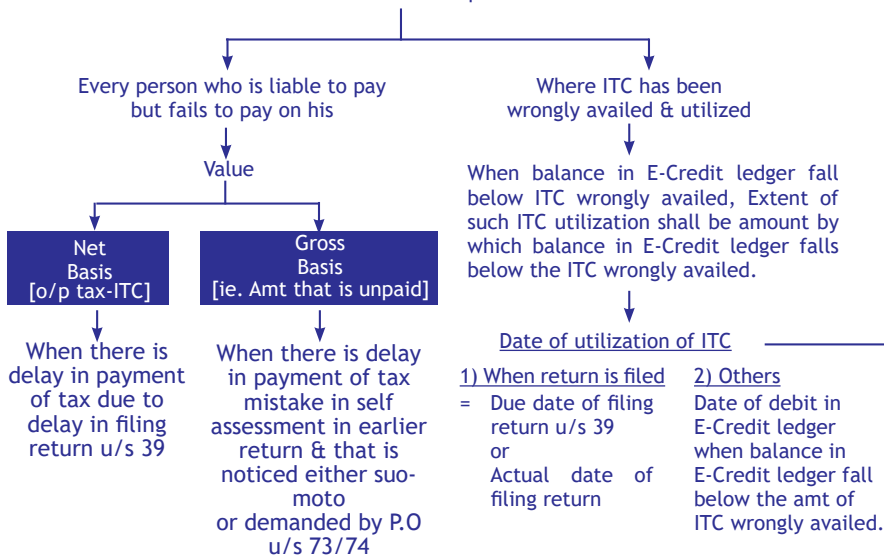 Every person who is liable to pay
but fails to pay on his
Value
Net
Basis
[o/p tax-ITC]
When there is
delay in payment
of tax due to
delay in filing
return u/s 39
Gross
Basis
[ie. Amt that is unpaid]
When there is delay
in payment of tax
mistake in self
assessment in earlier
return & that is
noticed either suo-
moto
or demanded by P.O
u/s 73/74
Where ITC has been
wrongly availed & utilized
When balance in E-Credit ledger fall
below ITC wrongly availed, Extent of
such ITC utilization shall be amount by
which balance in E-Credit ledger falls
below the ITC wrongly availed.
Date of utilization of ITC
1) When return is filed
= Due date of filing
return u/s 39
or
Actual date of
filing return
2) Others
Date of debit in
E-Credit ledger
when balance in
E-Credit ledger fall
below the amt of
ITC wrongly availed.